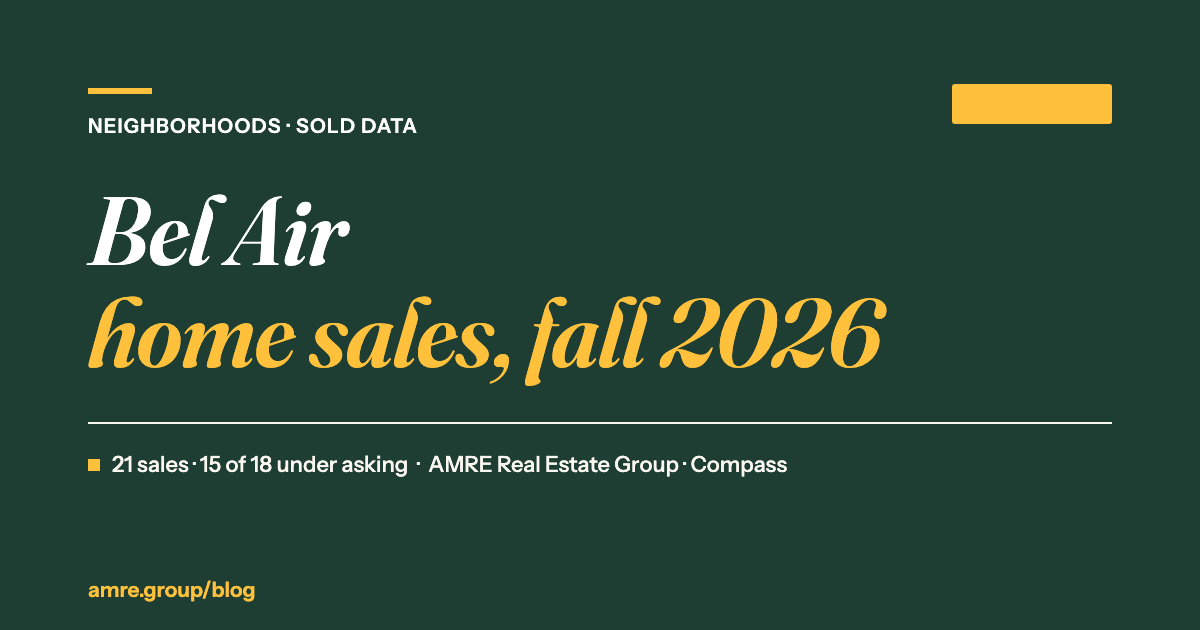 NEIGHBORHOODS · SOLD DATA
Bel Air
home sales, fall 2026
21 sales · 15 of 18 under asking · AMRE Real Estate Group · Compass
amre.group/blog